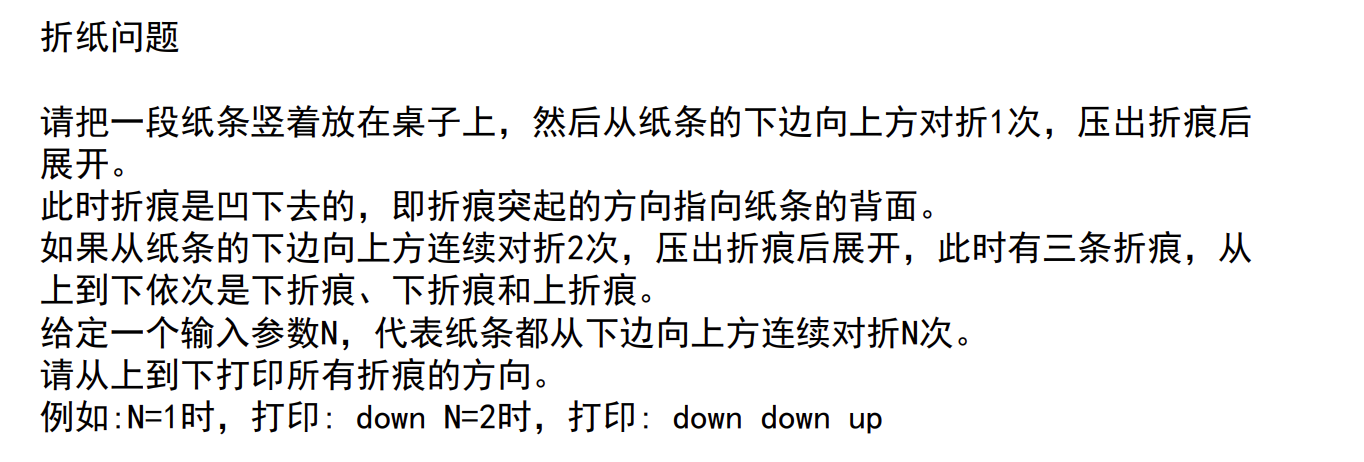 折纸问题
请把一段纸条竖着放在桌子上，然后从纸条的下边向上方对折1次，压出折痕后
展开。
此时折痕是凹下去的，即折痕突起的方向指向纸条的背面。
如果从纸条的下边向上方连续对折2次，压出折痕后展开，此时有三条折痕，从
上到下依次是下折痕、下折痕和上折痕。
给定一个输入参数N，代表纸条都从下边向上方连续对折N次。
请从上到下打印所有折痕的方向。
例如:N=1时，打印: down N=2时，打印: down down up